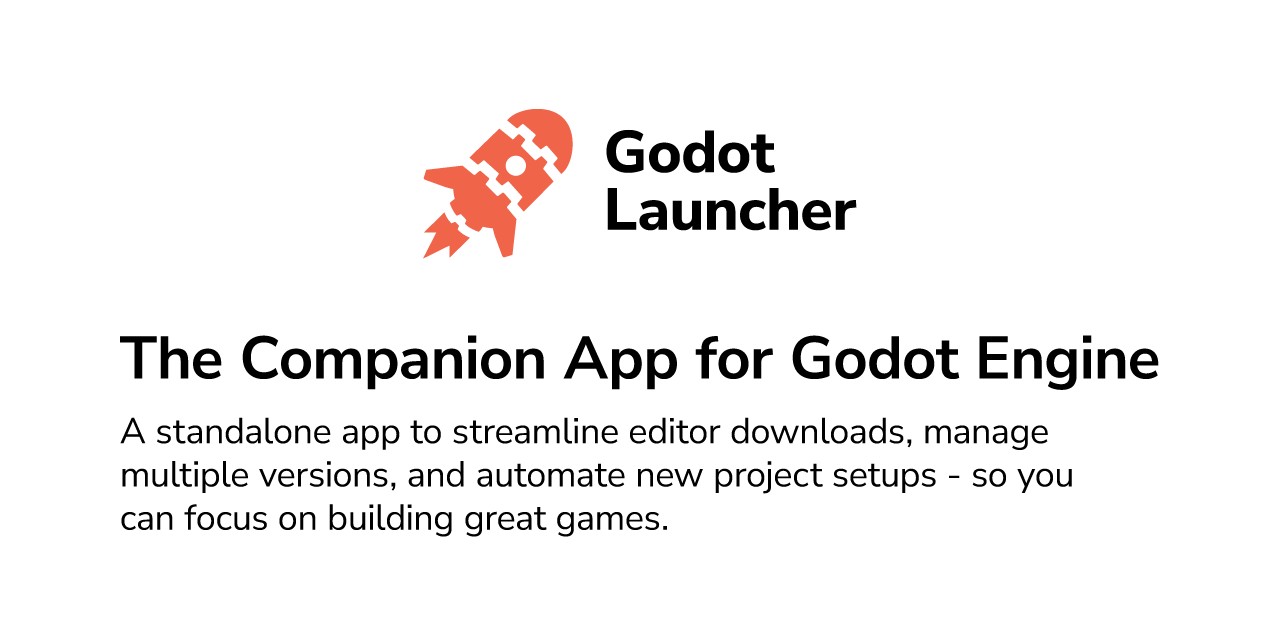 Godot
Launcher
The Companion App for Godot Engine
A standalone app to streamline editor downloads, manage
multiple versions, and automate new project setups - so you
can focus on building great games.